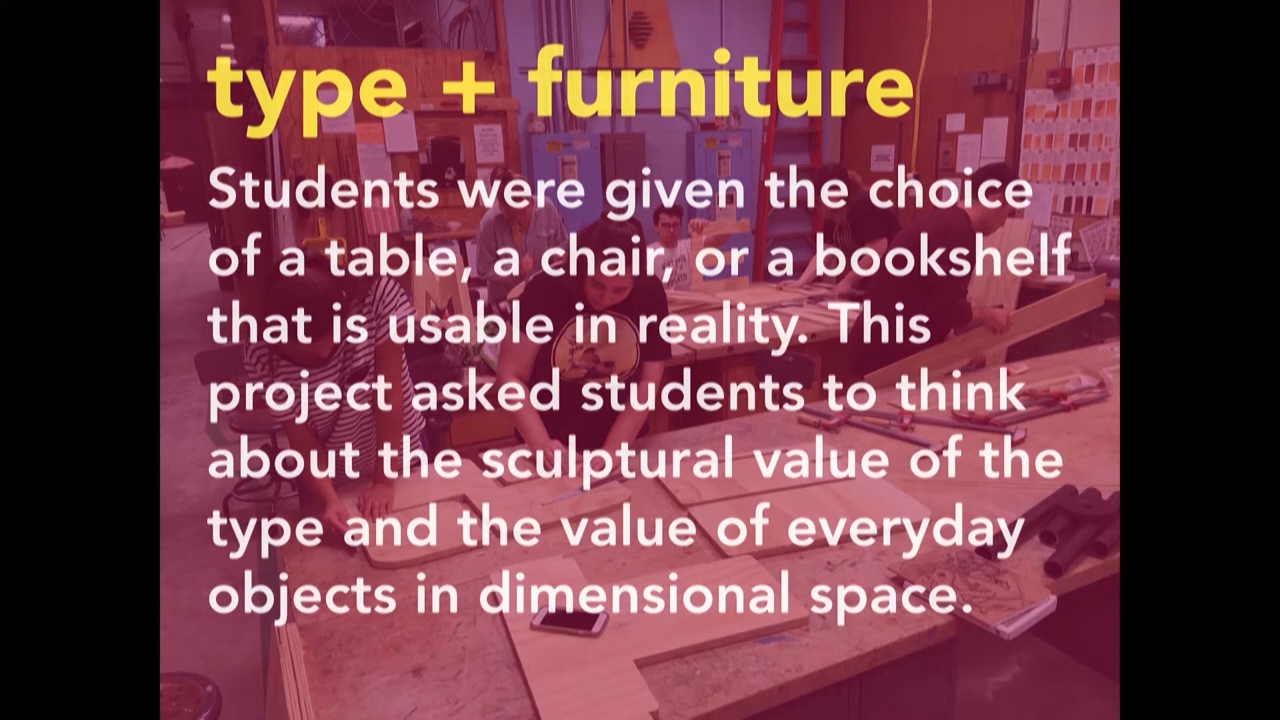 type + furniture
Students were given the choice
of a table, a chair, or a bookshelf
that is usable in reality. This
project asked students to think
about the sculptural value of the
type and the value of everyday
objects in dimensional space.